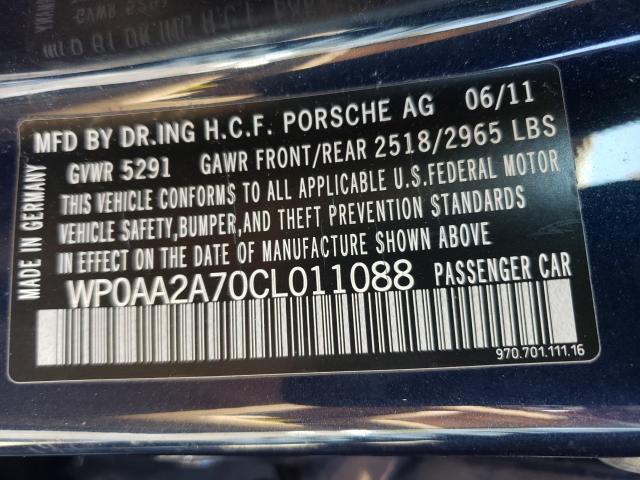 MFD BY DR.ING H.C.F. PORSCHE AG 06/11
GVWR 5291 GAWR FRONT/REAR 2518/2965 LBS
THIS VEHICLE CONFORMS TO ALL APPLICABLE U.S.FEDERAL MOTOR
VEHICLE SAFETY,BUMPER,AND THEFT PREVENTION STANDARDS
IN EFFECT ON THE DATE OF MANUFACTURE SHOWN ABOVE
WP0AA2A70CL011088 PASSENGER CAR
970.701.111.16
MADE IN GERMANY